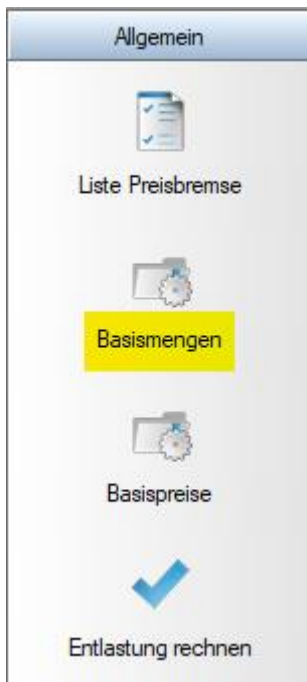 Allgemein
Liste Preisbremse
Basismengen
Basispreise
Entlastung rechnen